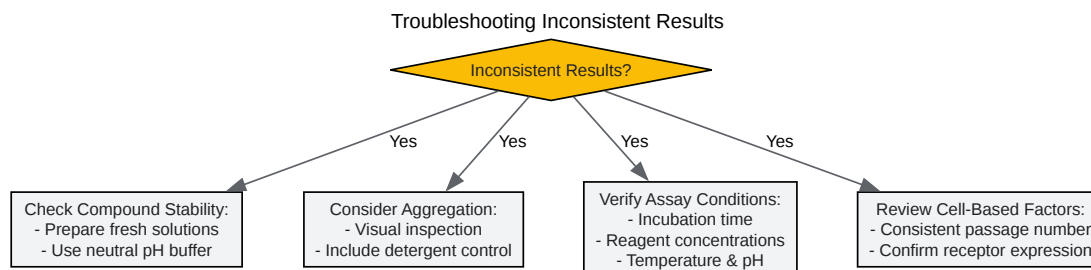 Troubleshooting Inconsistent Results
Inconsistent Results?
Yes
Yes
Yes
Yes
Check Compound Stability:
- Prepare fresh solutions
- Use neutral pH buffer
Consider Aggregation:
- Visual inspection
- Include detergent control
Verify Assay Conditions:
- Incubation time
- Reagent concentrations
- Temperature & pH
Review Cell-Based Factors:
- Consistent passage number
- Confirm receptor expression